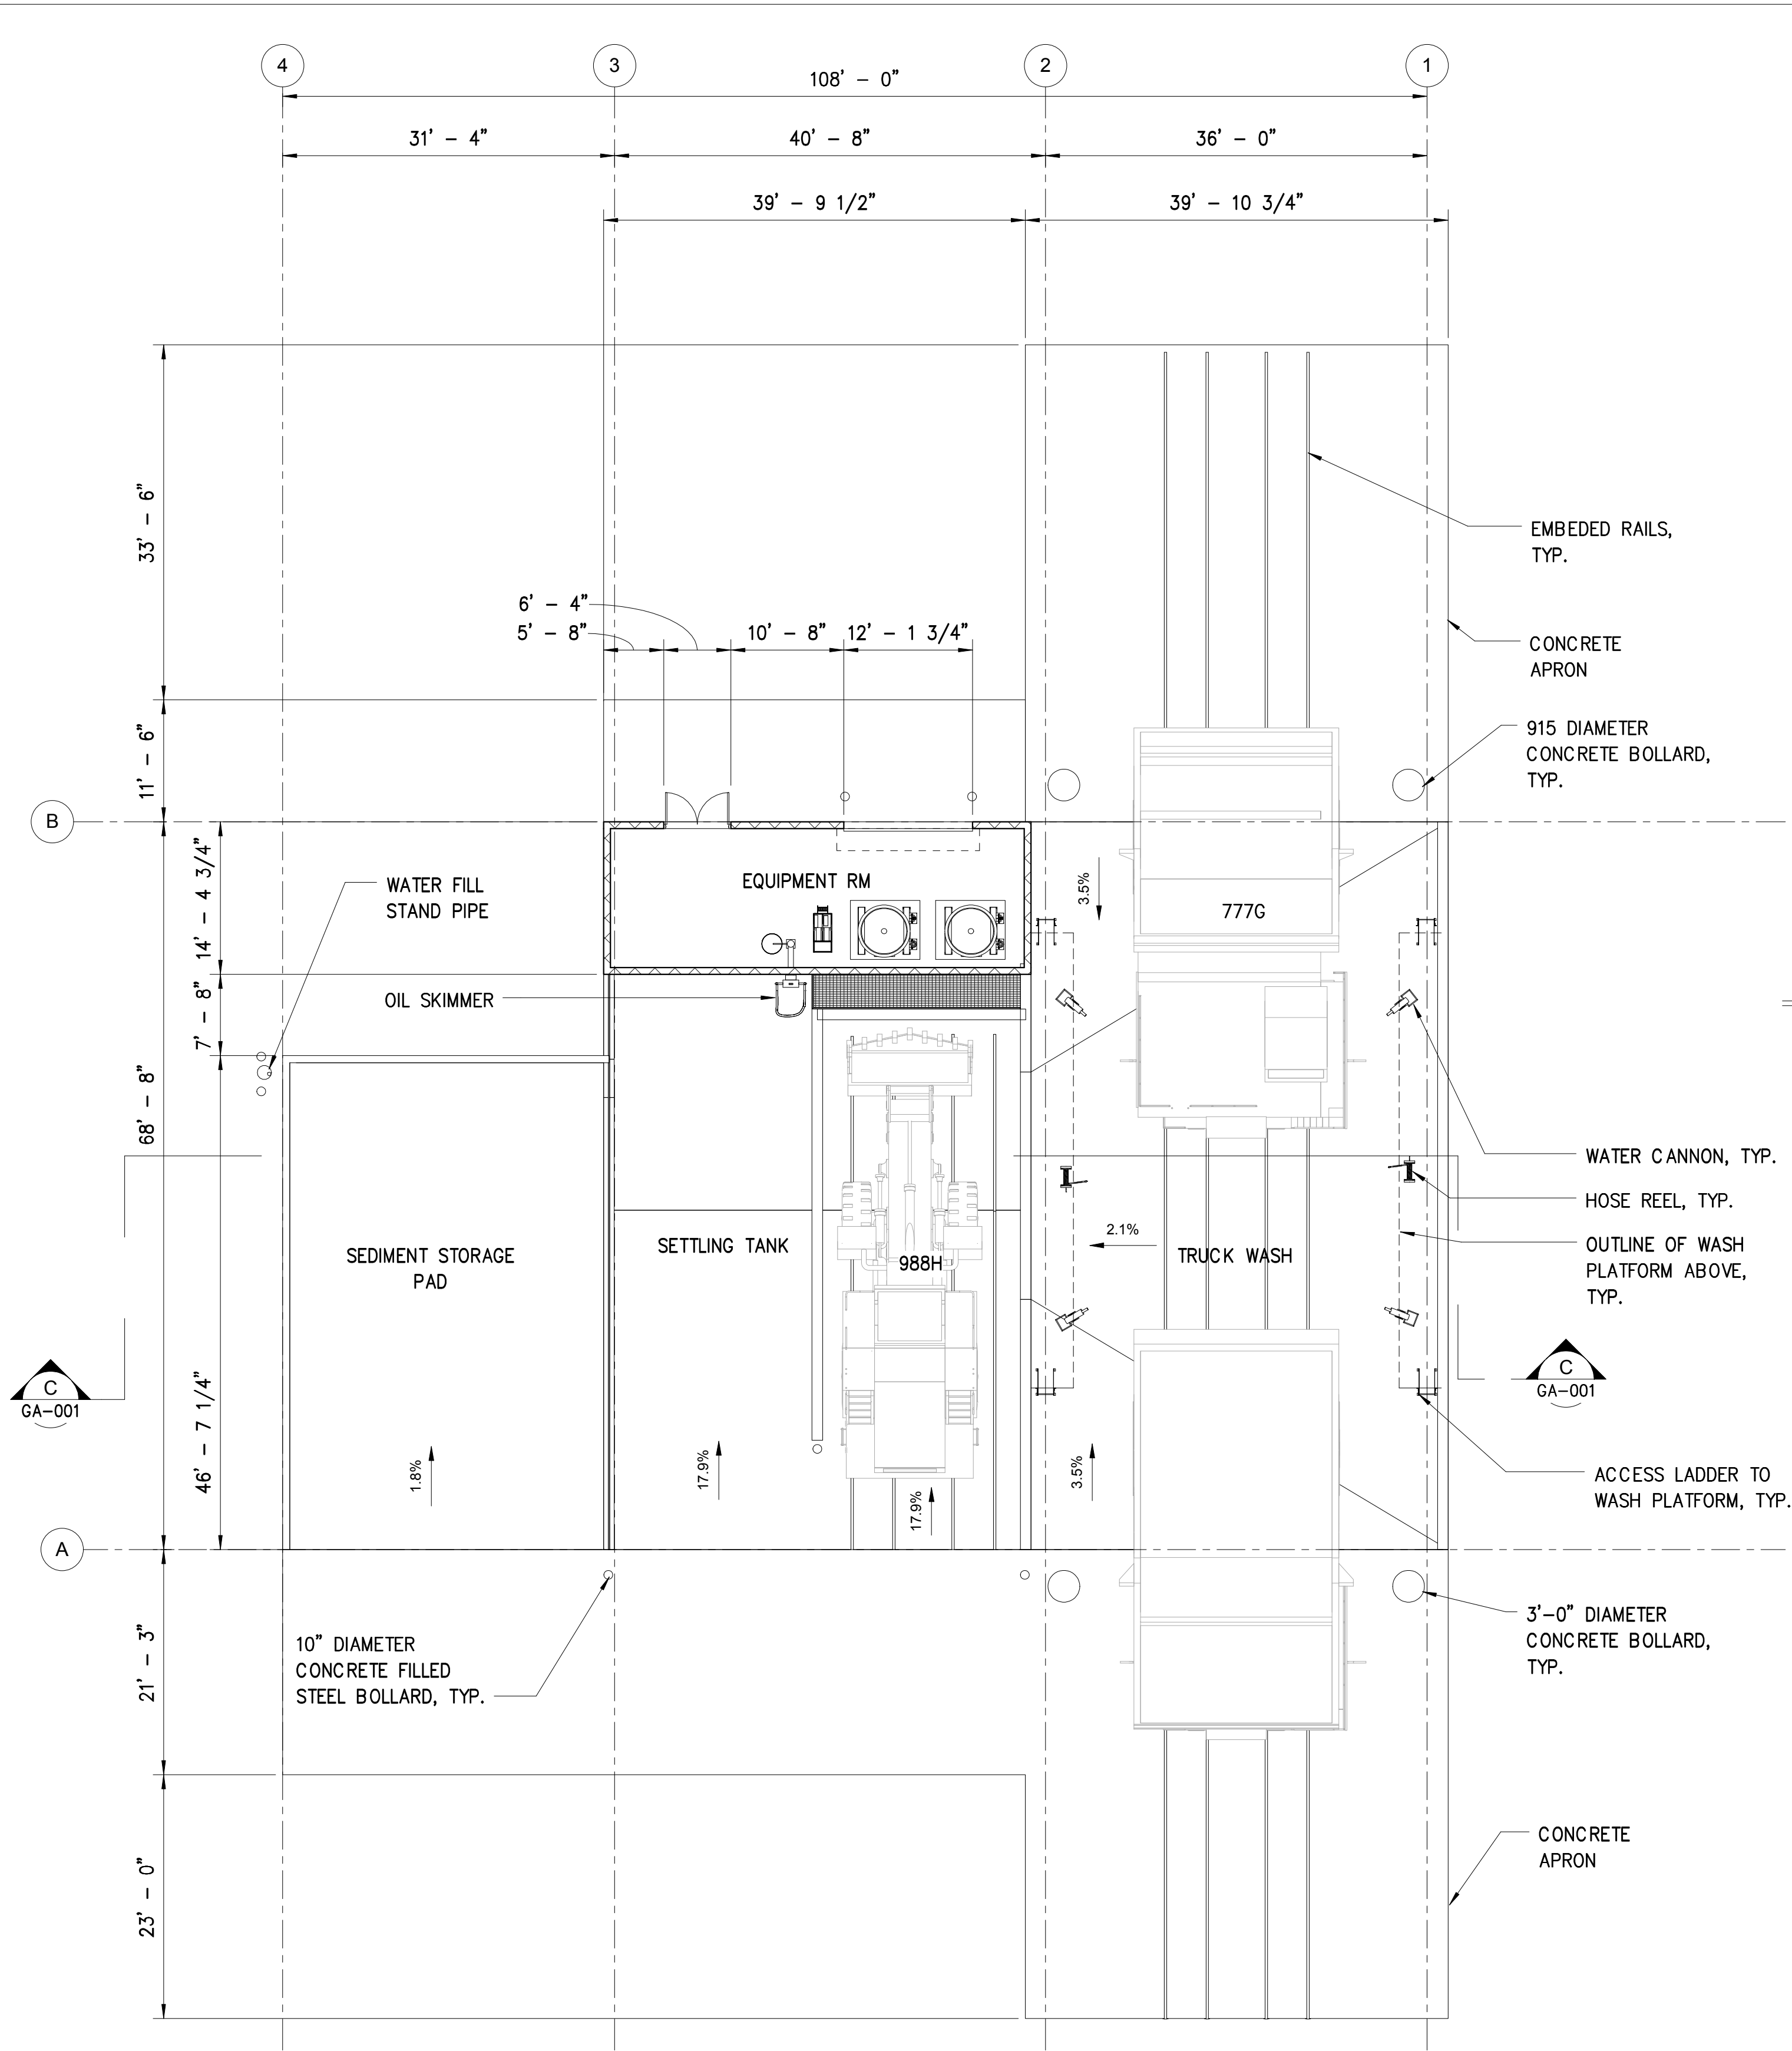 4
3
2
1
108' – 0"
31' – 4"
40' – 8"
36' – 0"
39' – 9 1/2"
39' – 10 3/4"
33' – 6"
EMBEDED RAILS,
TYP.
6' – 4"
5' – 8"
10' – 8"
12' – 1 3/4"
CONCRETE
APRON
11' – 6"
915 DIAMETER
CONCRETE BOLLARD,
TYP.
B
14' – 4 3/4"
WATER FILL
STAND PIPE
EQUIPMENT RM
3.5%
777G
7' – 8"
OIL SKIMMER
68' – 8"
WATER CANNON, TYP.
HOSE REEL, TYP.
SEDIMENT STORAGE
PAD
SETTLING TANK
988H
2.1%
TRUCK WASH
OUTLINE OF WASH
PLATFORM ABOVE,
TYP.
C
GA–001
C
GA–001
46' – 7 1/4"
1.8%
17.9%
17.9%
3.5%
ACCESS LADDER TO
WASH PLATFORM, TYP.
A
21' – 3"
10" DIAMETER
CONCRETE FILLED
STEEL BOLLARD, TYP.
3'–0" DIAMETER
CONCRETE BOLLARD,
TYP.
23' – 0"
CONCRETE
APRON